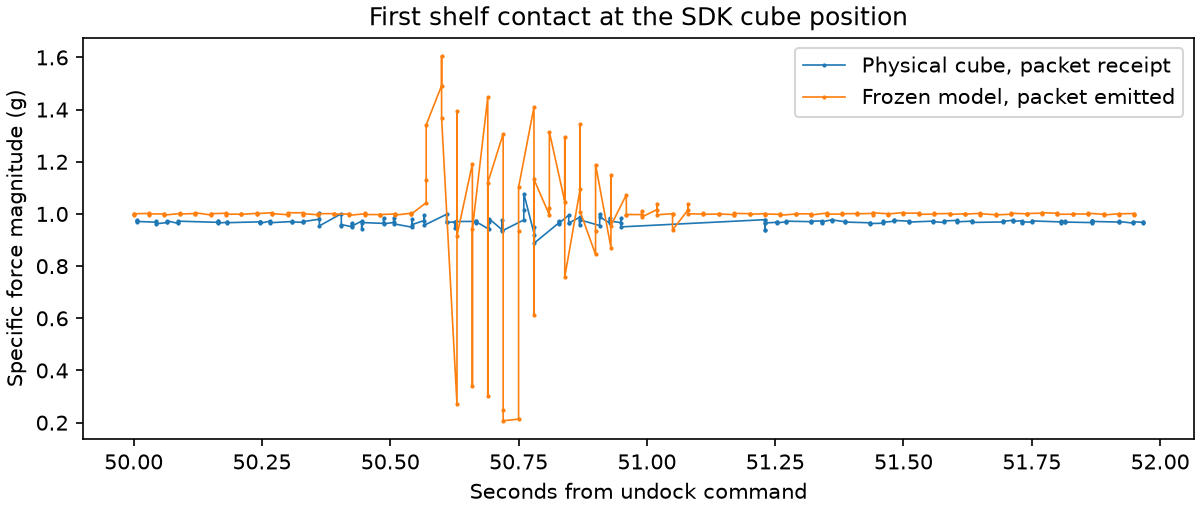 First shelf contact at the SDK cube position
Specific force magnitude (g)
1.6
1.4
1.2
1.0
0.8
0.6
0.4
0.2
Physical cube, packet receipt
Frozen model, packet emitted
50.00 50.25 50.50 50.75 51.00 51.25 51.50 51.75 52.00
Seconds from undock command